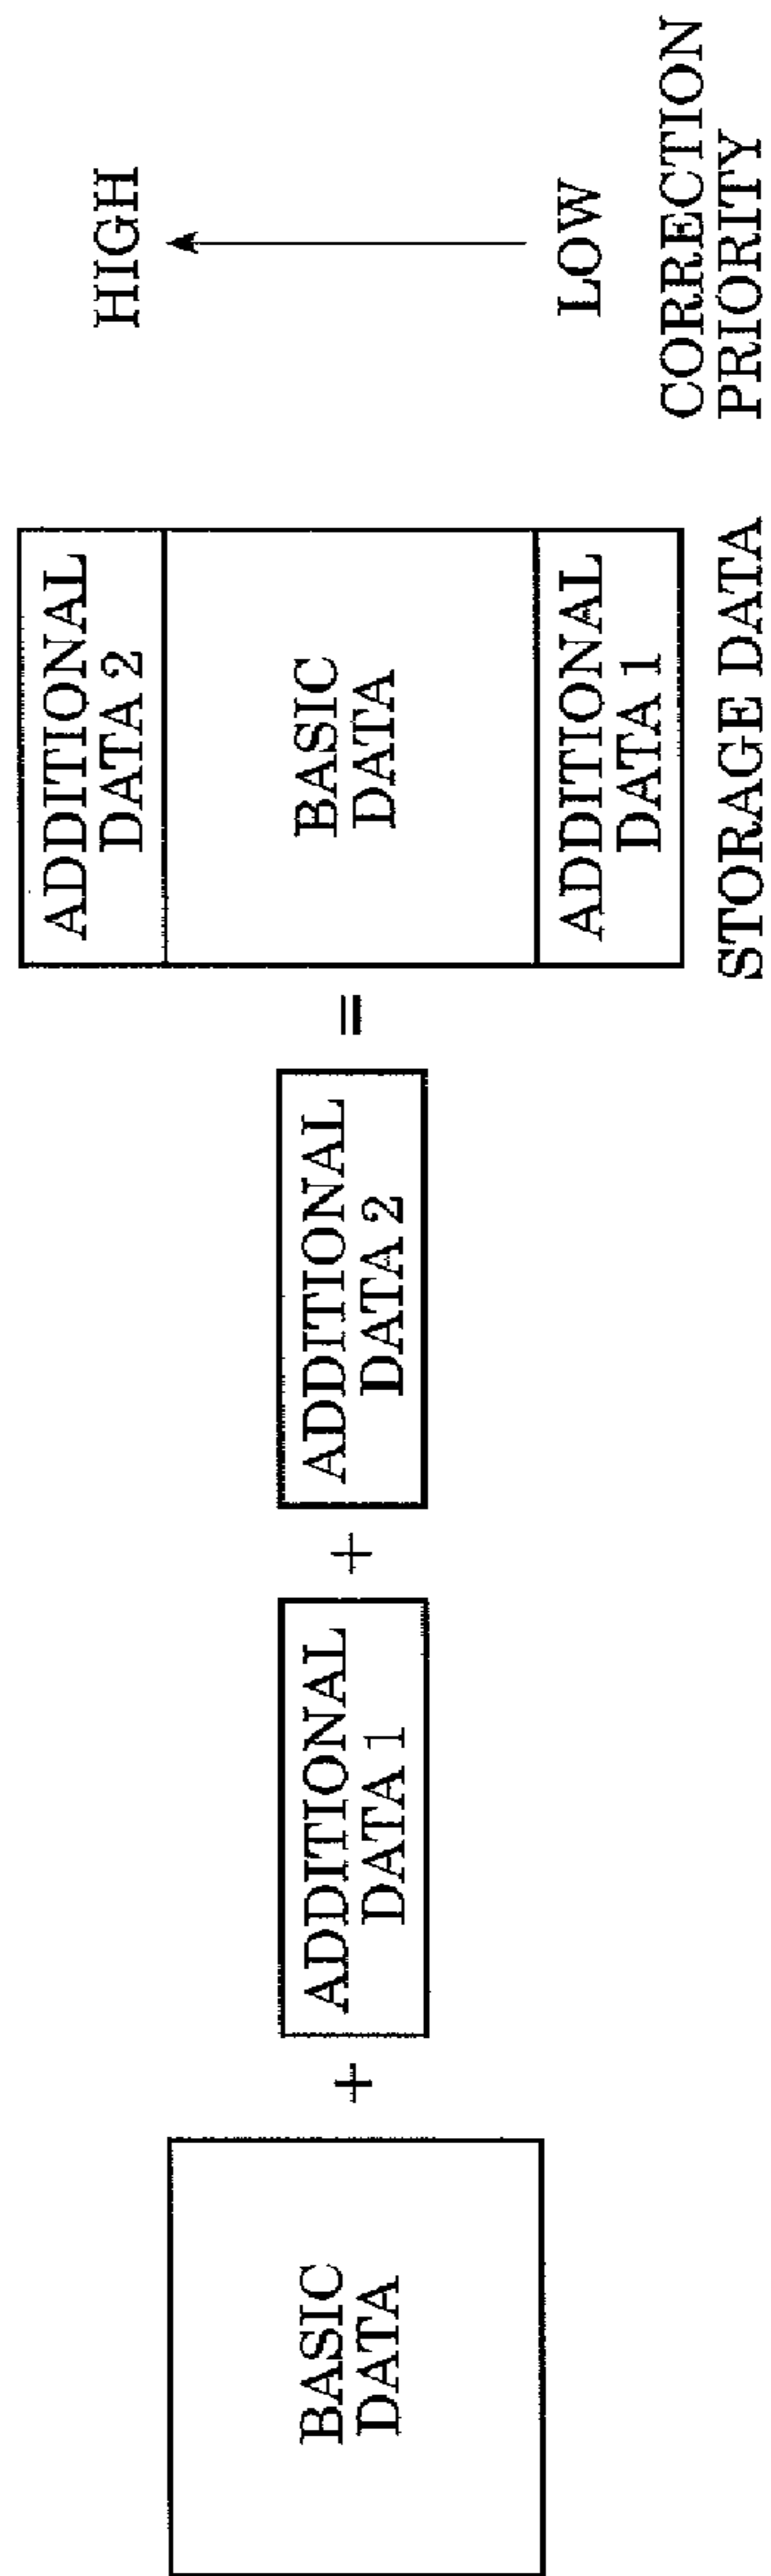 BASIC
DATA
+
ADDITIONAL
DATA 1
+
ADDITIONAL
DATA 2
=
ADDITIONAL
DATA 2
BASIC
DATA
ADDITIONAL
DATA 1
STORAGE DATA
HIGH
LOW
CORRECTION
PRIORITY